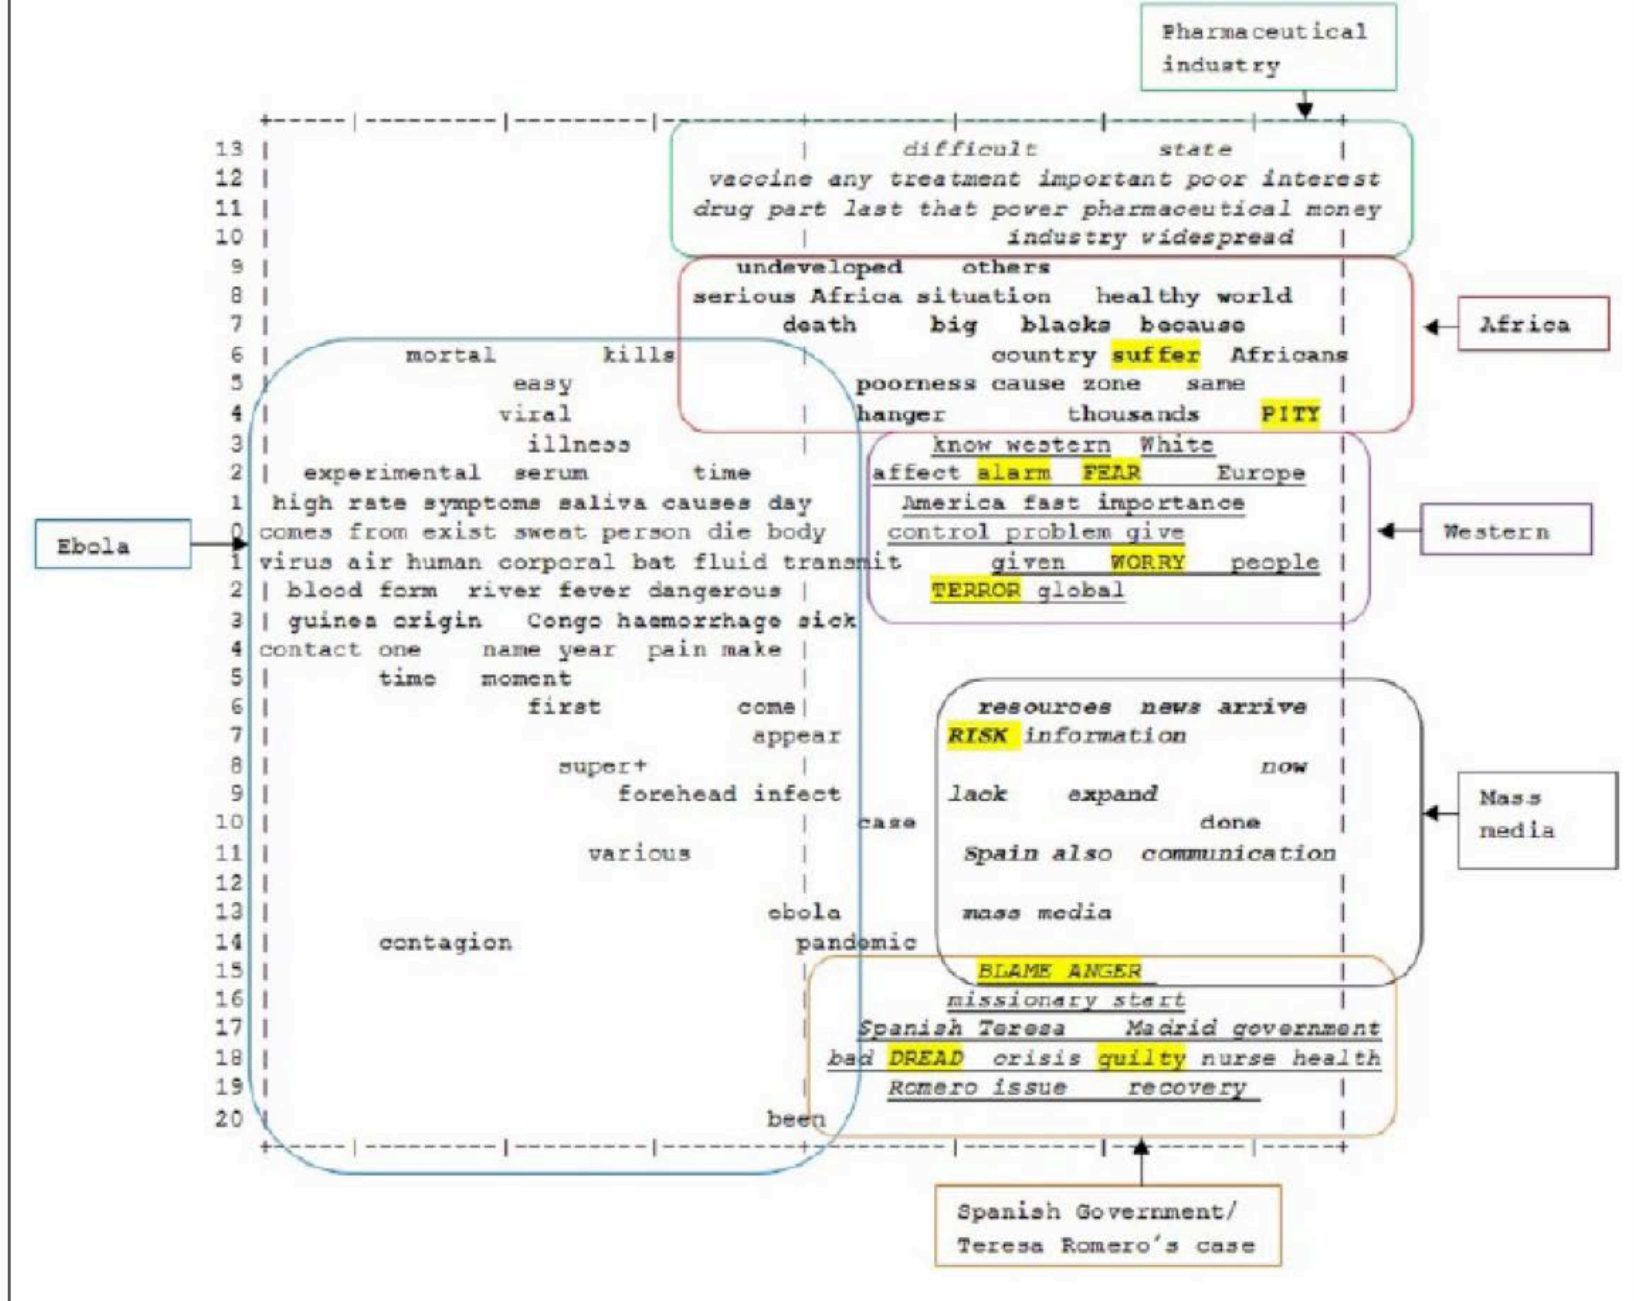 Pharmaceutical
industry
13 difficult state
12 vaccine any treatment important poor interest
11 drug part last that power pharmaceutical money
10 industry widespread
9 undeveloped others
8 serious Africa situation healthy world
7 death big blacks because
Africa
6 mortal kills country suffer Africans
5 easy poorness cause zone same
4 viral hanger thousands PITY
3 illness know western White
2 experimental serum time affect alarm FEAR Europe
1 high rate symptoms saliva causes day America fast importance
0 comes from exist sweat person die body control problem give
Ebola
Western
1 virus air human corporal bat fluid transmit given WORRY people
2 blood form river fever dangerous TERROR global
3 guinea origin Congo haemorrhage sick
4 contact one name year pain make
5 time moment
6 first come resources news arrive
7 appear RISK information
8 super+ now
9 forehead infect lack expand
Mass
media
10 case done
11 various Spain also communication
12
13 ebola mass media
14 contagion pandemic
15 BLAME ANGER
16 missionary start
17 Spanish Teresa Madrid government
18 bad DREAD crisis guilty nurse health
19 Romero issue recovery
20 been
Spanish Government/
Teresa Romero's case